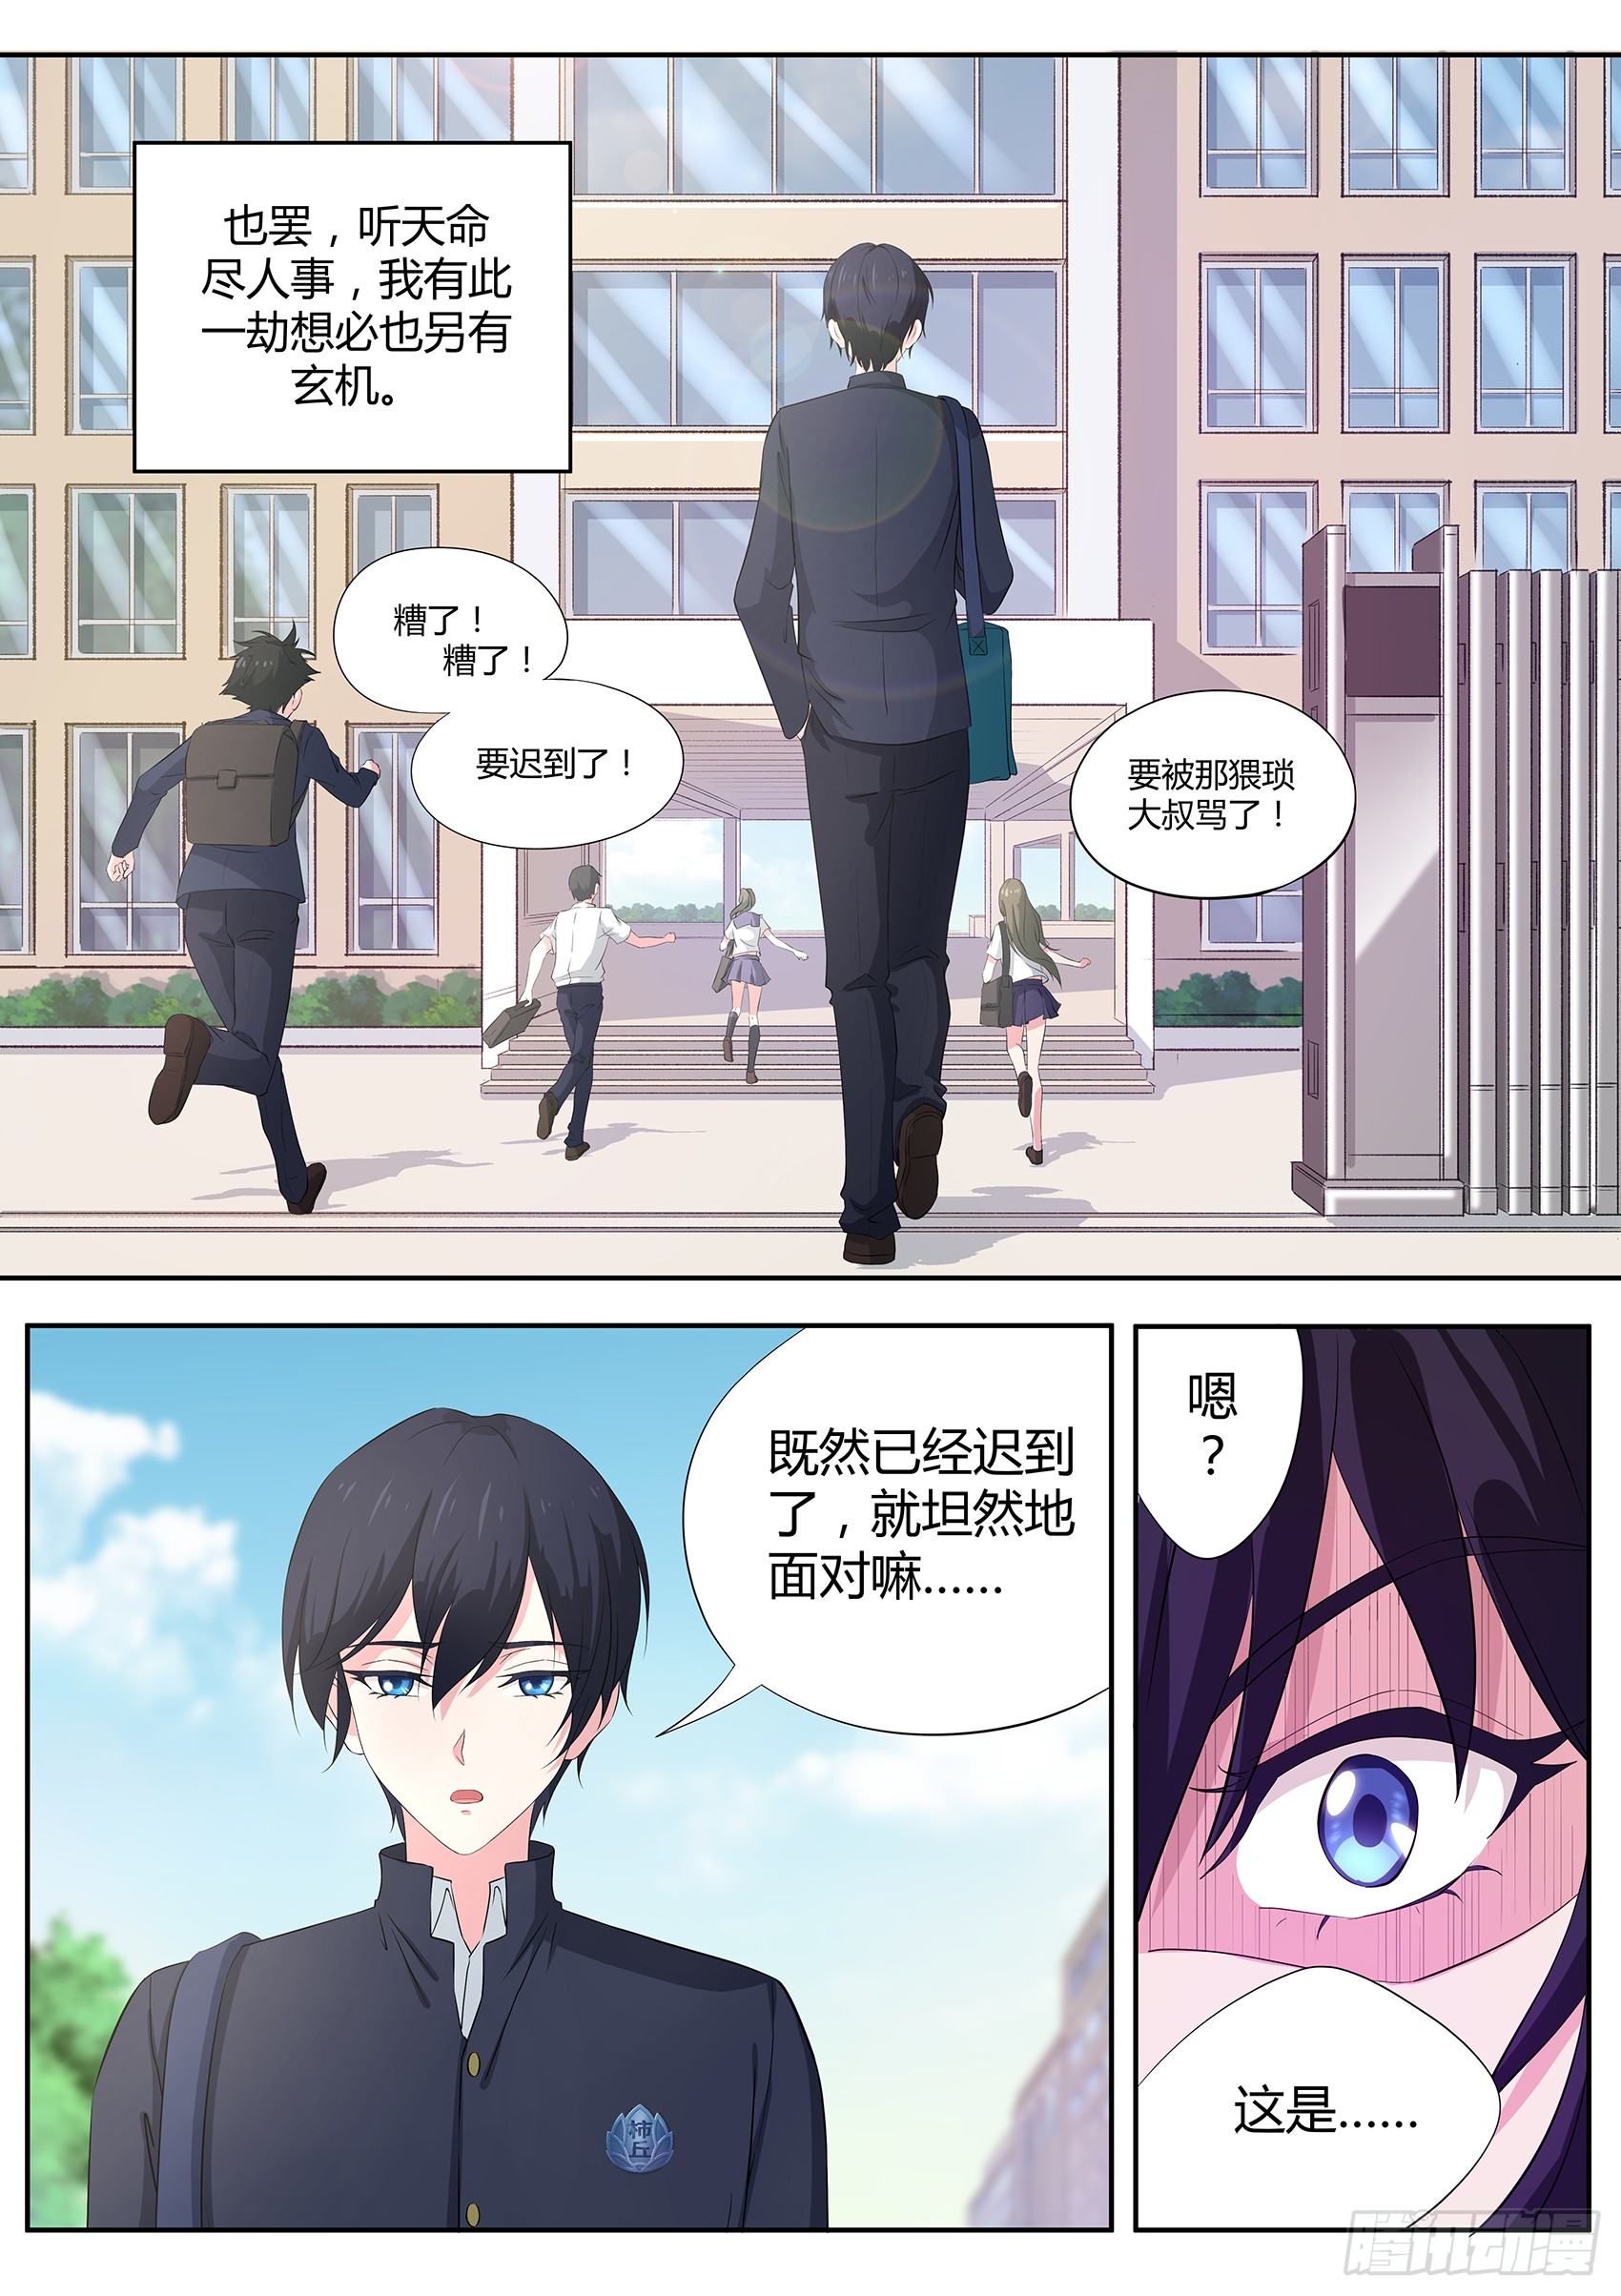 也罢，听天命
尽人事，我有此
一劫想必也另有
玄机。
糟了！
糟了！
要迟到了！
要被那猥琐
大叔骂了！
既然已经迟到
了，就坦然地
面对嘛……
柿
丘
嗯
？
这是……
腾讯动漫